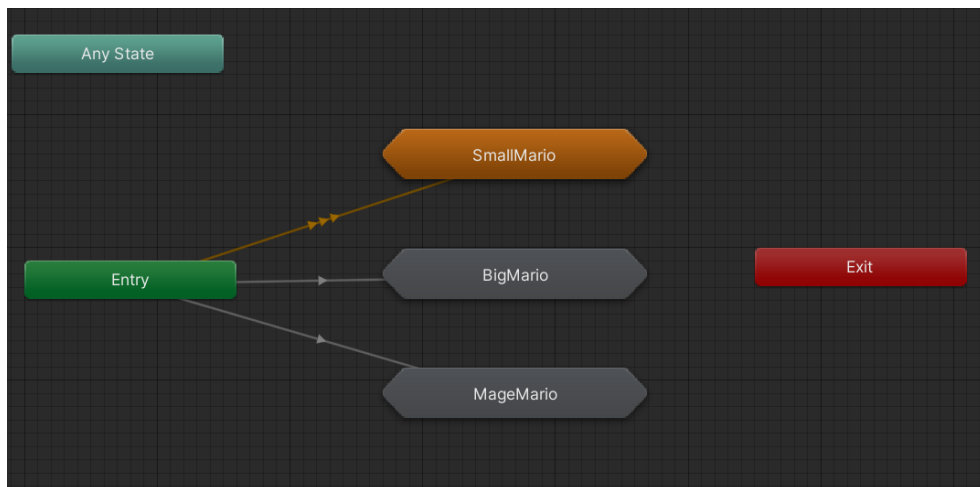 Any State
SmallMario
Entry
BigMario
Exit
MageMario